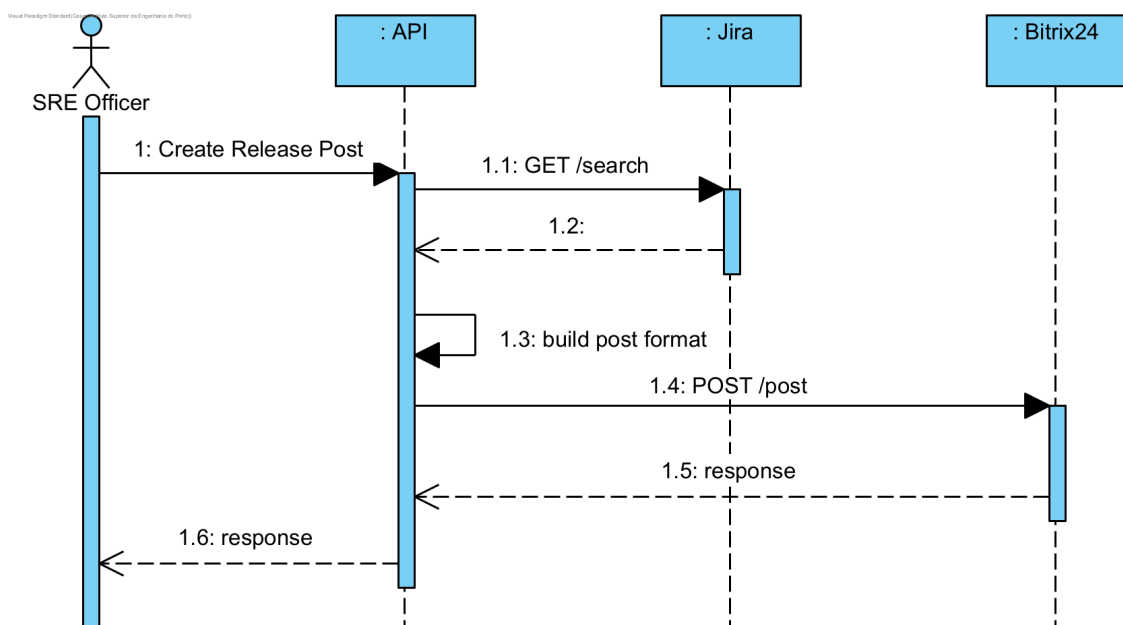 : API
: Jira
: Bitrix24
SRE Officer
1: Create Release Post
1.1: GET /search
1.2:
1.3: build post format
1.4: POST /post
1.5: response
1.6: response